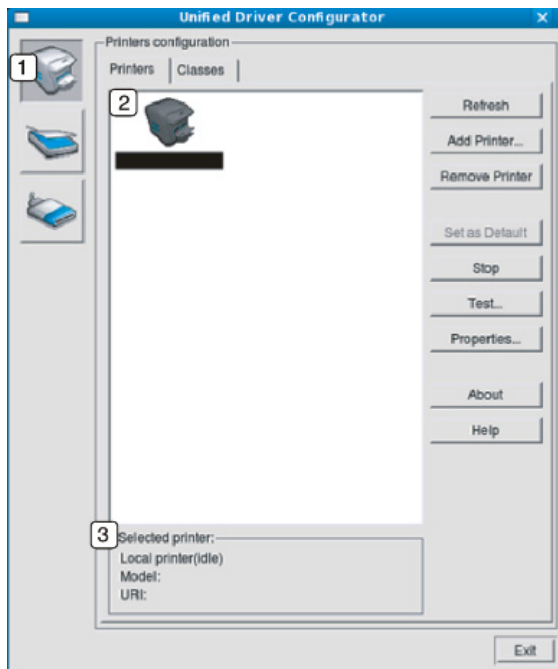 Unified Driver Configurator
Printers configuration
1
Printers Classes
2
Refresh
Add Printer...
Remove Printer
Set as Default
Stop
Test...
Properties...
About
Help
3
Selected printer:
Local printer(idle)
Model:
URI:
Exit